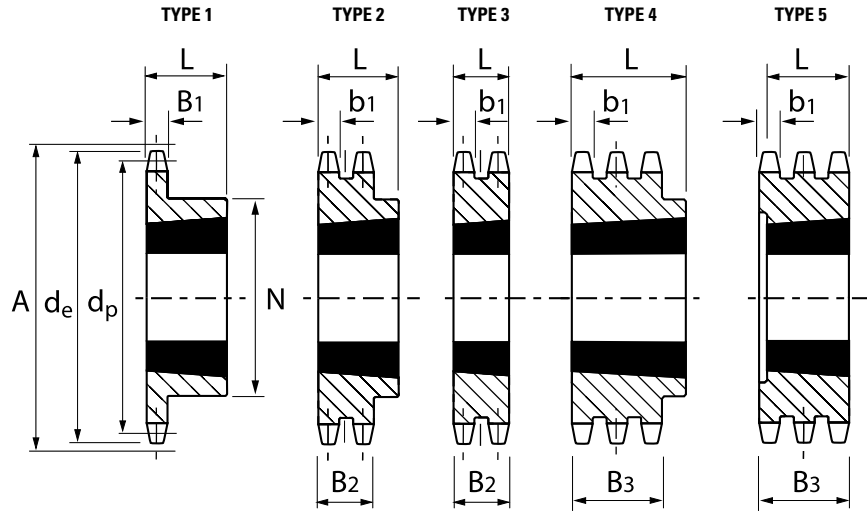 TYPE 1 TYPE 2 TYPE 3 TYPE 4 TYPE 5
L L L L L
B1 b1 b1 b1 b1
A de dp N
B2 B2 B3 B3